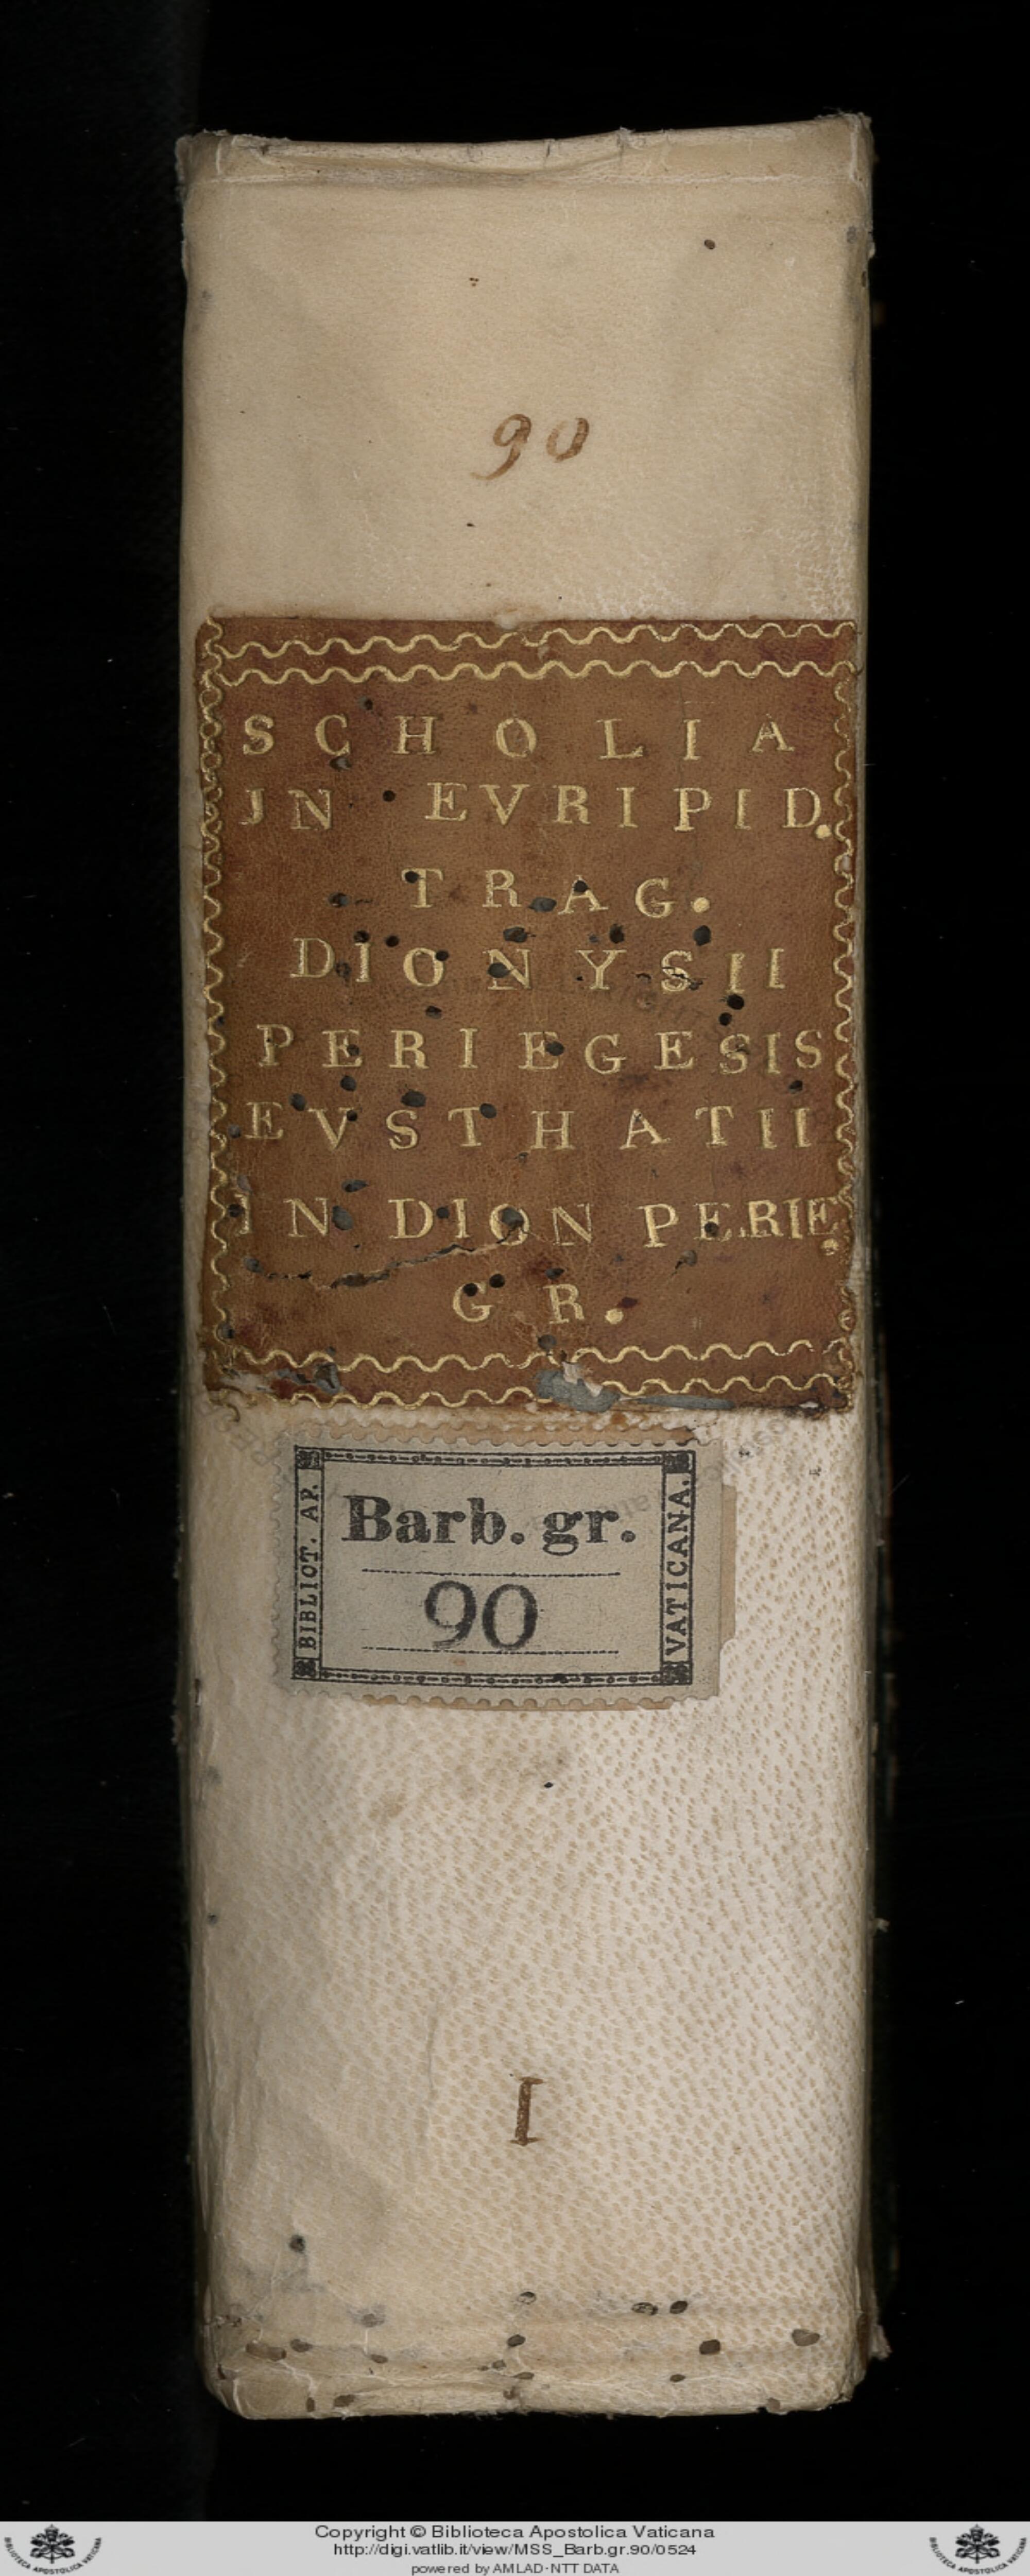 90
SCHOLIA
JN EVRIPID.
TRAG.
DIONYSII
PERIEGESIS
EVSTHATII
IN DION PERIE.
GR.
BIBLIOT. AP.
Barb. gr.
90
VATICANA.
I
Copyright © Biblioteca Apostolica Vaticana
http://digi.vatlib.it/view/MSS_Barb.gr.90/0524
powered by AMLAD-NTT DATA